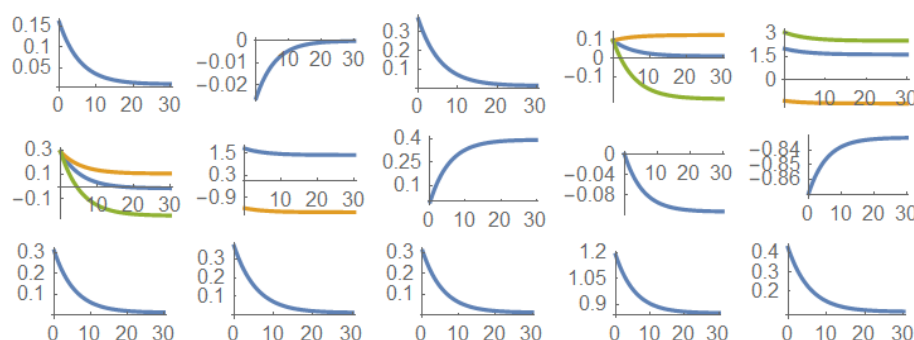 0.15 0.1 0.05 0 10 20 30
0 −0.01 −0.02 10 20 30
0.3 0.2 0.1 0 10 20 30
0.1 0 −0.1 10 20 30
3 1.5 0 10 20 30
0.3 0.1 −0.1 10 20 30
1.5 0.3 −0.9 10 20 30
0.4 0.25 0.1 0 10 20 30
0 −0.04 −0.08 10 20 30
−0.84 −0.85 −0.86 0 10 20 30
0.3 0.2 0.1 0 10 20 30
0.3 0.2 0.1 0 10 20 30
0.3 0.2 0.1 0 10 20 30
1.2 1.05 0.9 0 10 20 30
0.4 0.2 0 10 20 30